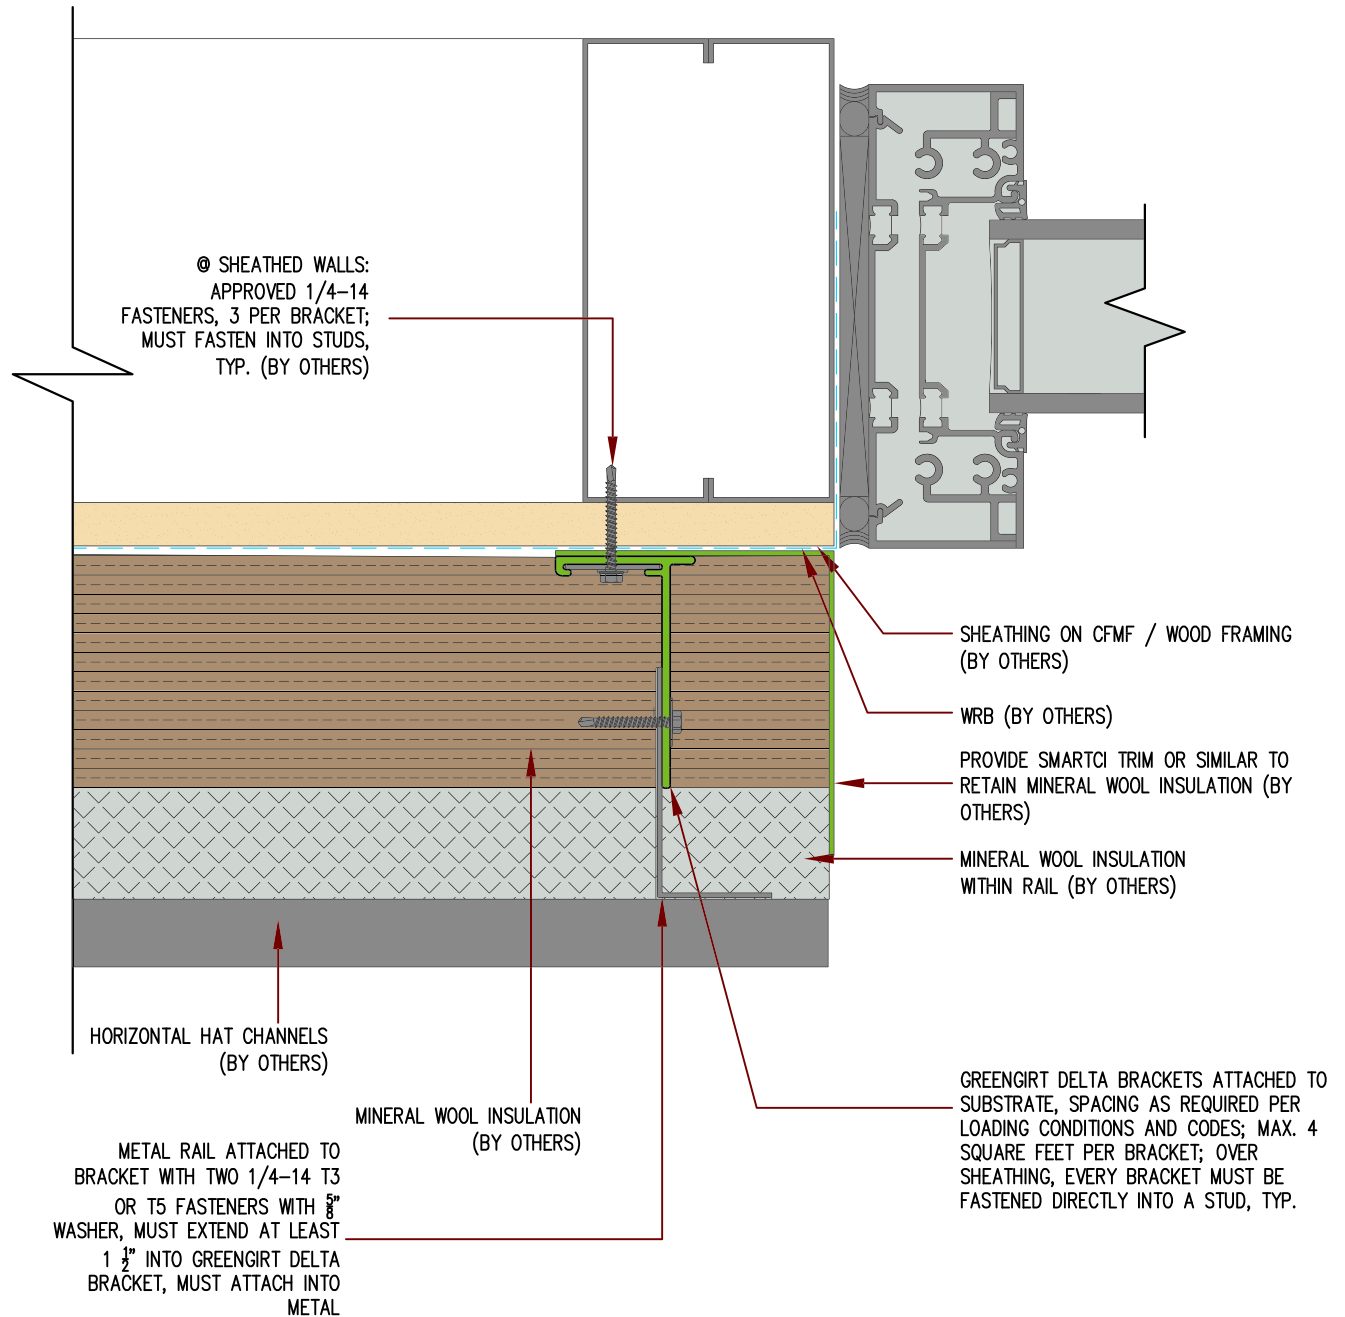 @ SHEATHED WALLS:
APPROVED 1/4-14
FASTENERS, 3 PER BRACKET;
MUST FASTEN INTO STUDS,
TYP. (BY OTHERS)
SHEATHING ON CFMF / WOOD FRAMING
(BY OTHERS)
WRB (BY OTHERS)
PROVIDE SMARTCI TRIM OR SIMILAR TO
RETAIN MINERAL WOOL INSULATION (BY
OTHERS)
MINERAL WOOL INSULATION
WITHIN RAIL (BY OTHERS)
HORIZONTAL HAT CHANNELS
(BY OTHERS)
MINERAL WOOL INSULATION
(BY OTHERS)
METAL RAIL ATTACHED TO
BRACKET WITH TWO 1/4-14 T3
OR T5 FASTENERS WITH 5/8"
WASHER, MUST EXTEND AT LEAST
1 1/2" INTO GREENGIRT DELTA
BRACKET, MUST ATTACH INTO
METAL
GREENGIRT DELTA BRACKETS ATTACHED TO
SUBSTRATE, SPACING AS REQUIRED PER
LOADING CONDITIONS AND CODES; MAX. 4
SQUARE FEET PER BRACKET; OVER
SHEATHING, EVERY BRACKET MUST BE
FASTENED DIRECTLY INTO A STUD, TYP.